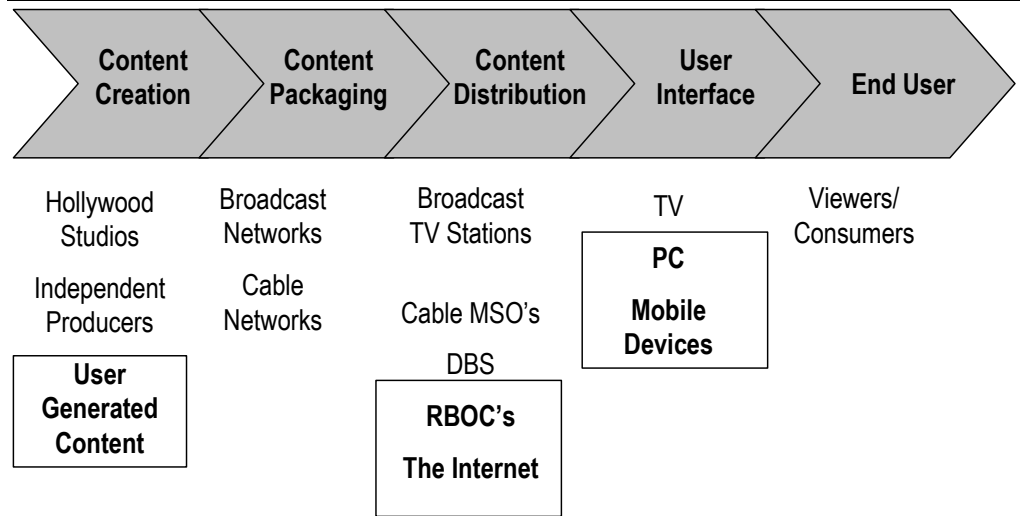 Content
Creation
Content
Packaging
Content
Distribution
User
Interface
End User
Hollywood
Studios
Independent
Producers
User
Generated
Content
Broadcast
Networks
Cable
Networks
Broadcast
TV Stations
Cable MSO’s
DBS
RBOC’s
The Internet
TV
PC
Mobile
Devices
Viewers/
Consumers